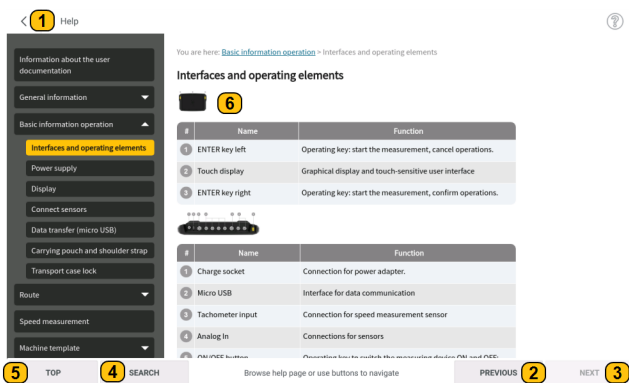 1 Help
You are here: Basic information operation > Interfaces and operating elements
Information about the user
documentation
General information
Basic information operation
Interfaces and operating elements
Power supply
Display
Connect sensors
Data transfer (micro USB)
Carrying pouch and shoulder strap
Transport case lock
Route
Speed measurement
Machine template
Interfaces and operating elements
6
# Name Function
1 ENTER key left Operating key: start the measurement, cancel operations.
2 Touch display Graphical display and touch-sensitive user interface
3 ENTER key right Operating key: start the measurement, confirm operations.
# Name Function
1 Charge socket Connection for power adapter.
2 Micro USB Interface for data communication
3 Tachometer input Connection for speed measurement sensor
4 Analog In Connections for sensors
5 ON/OFF button Operating key to switch the measuring device ON and OFF;
5 TOP 4 SEARCH Browse help page or use buttons to navigate PREVIOUS 2 NEXT 3